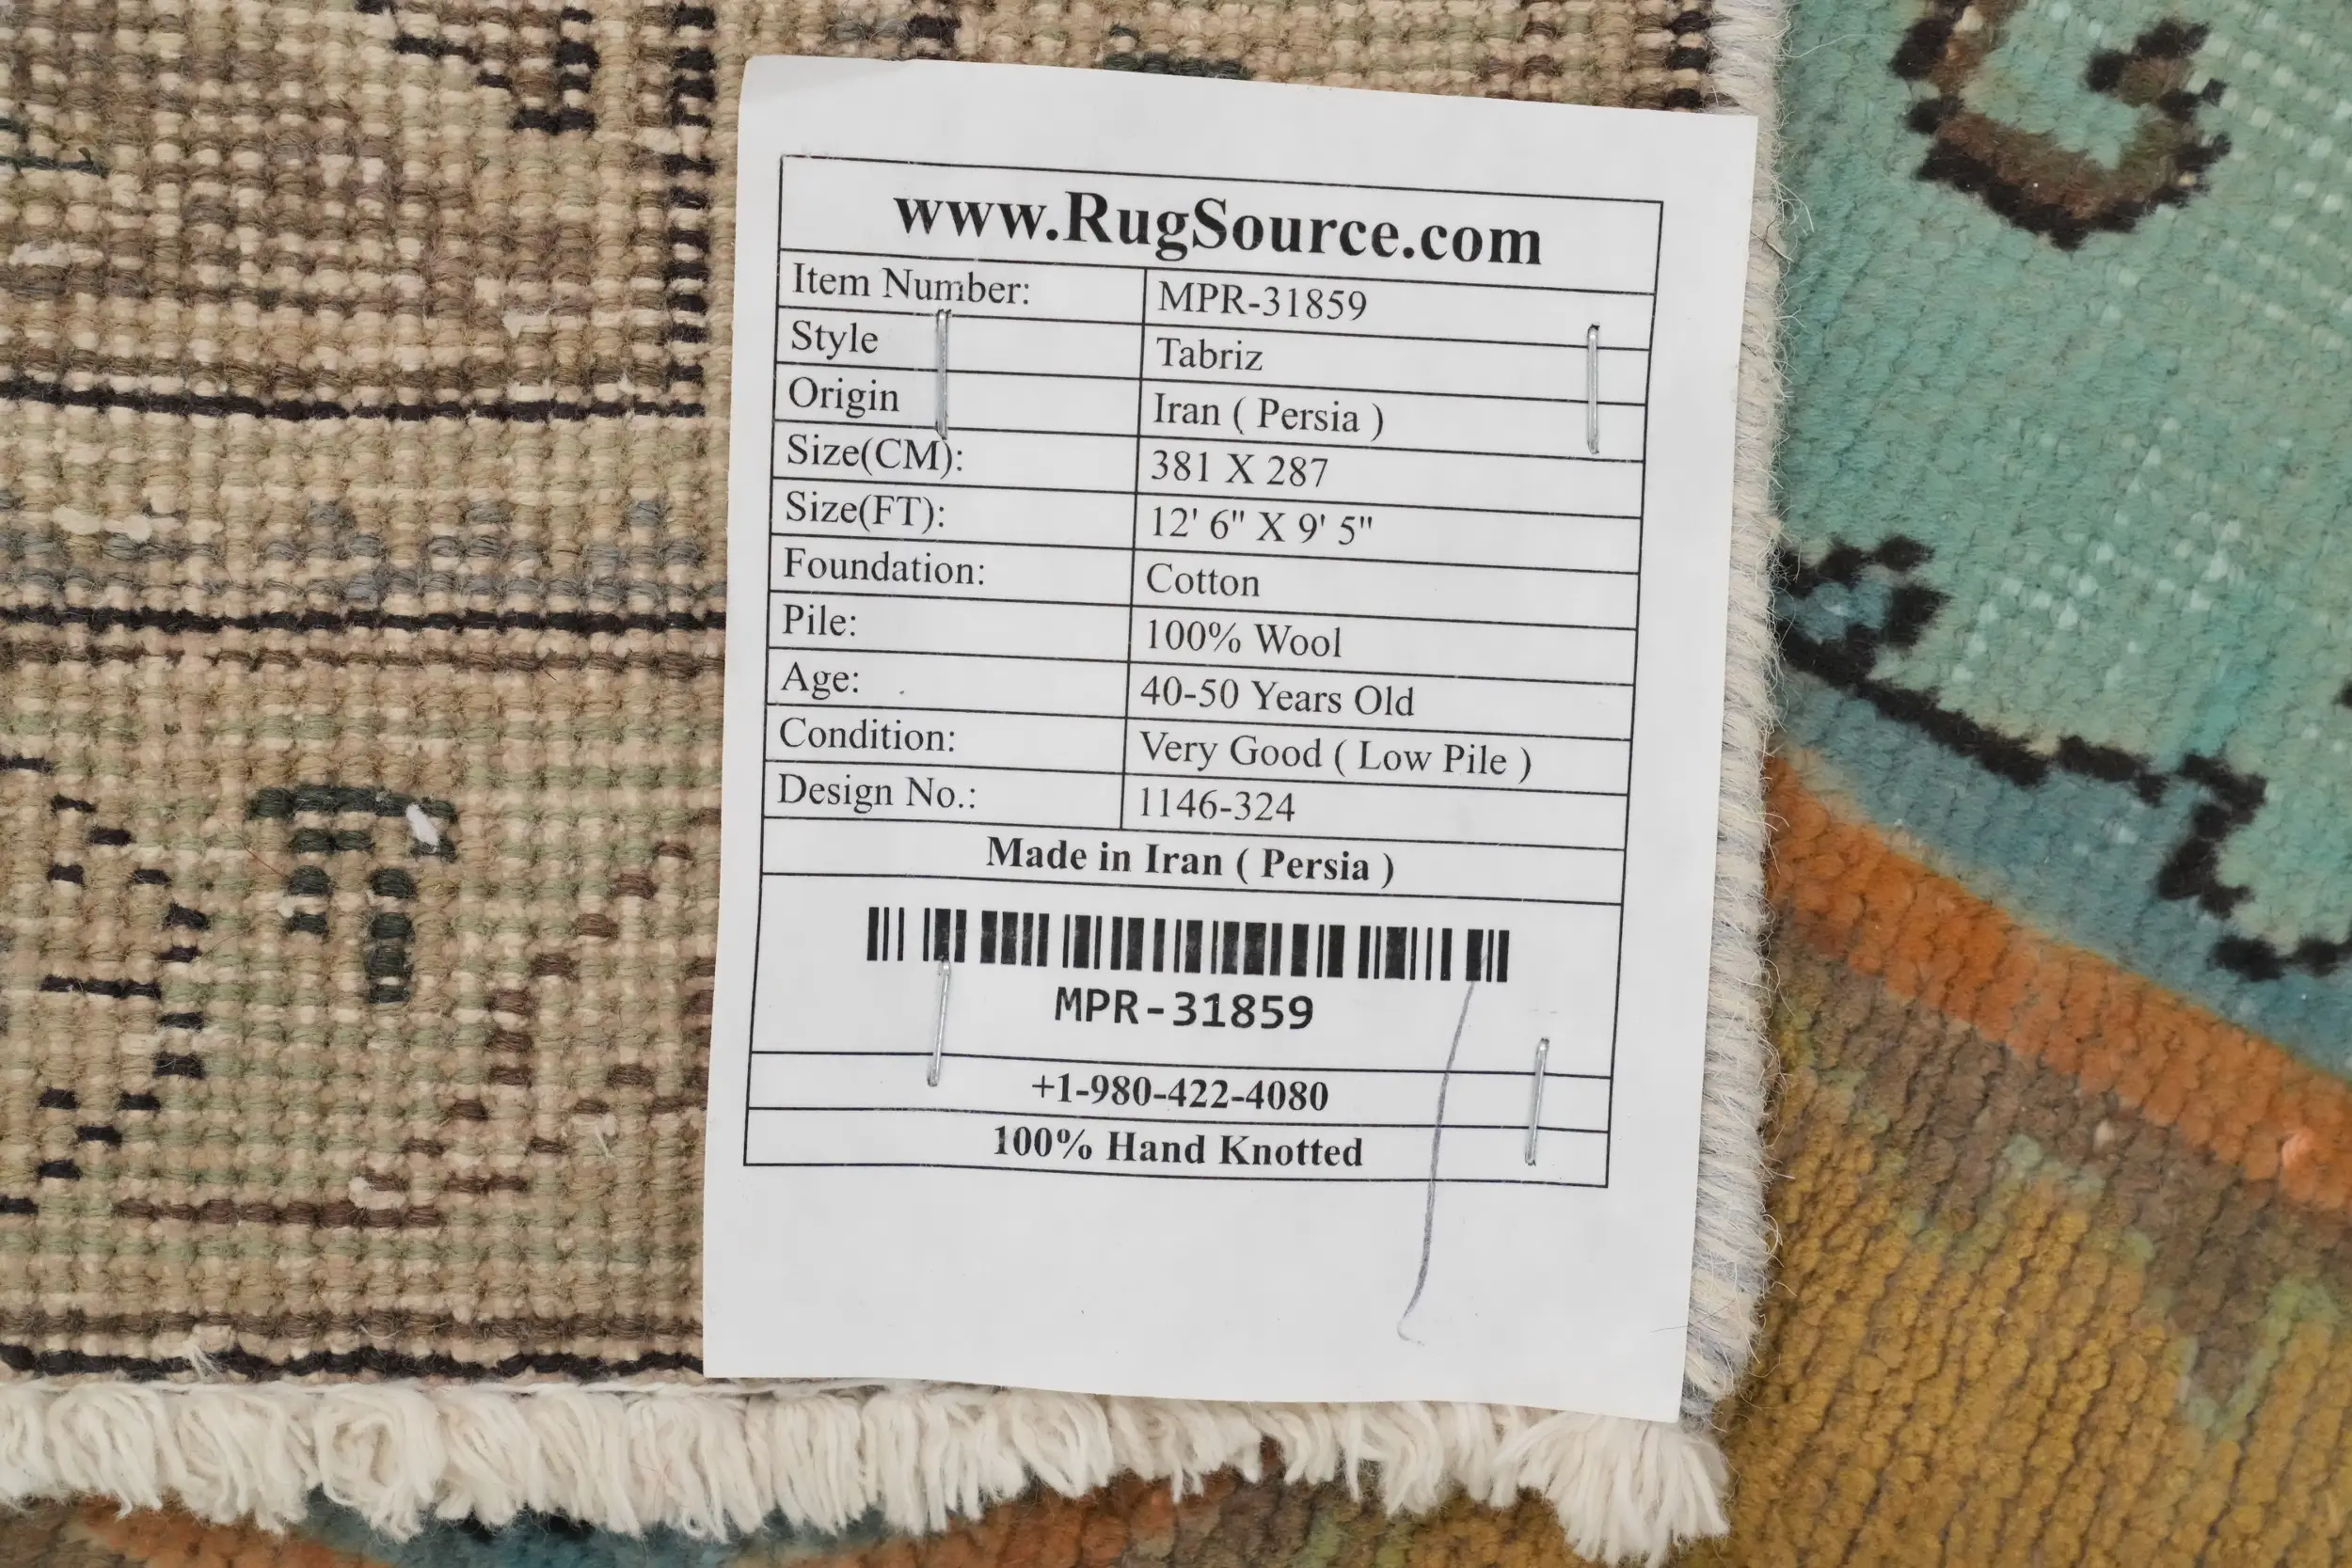 www.RugSource.com
Item Number: MPR-31859
Style Tabriz
Origin Iran ( Persia )
Size(CM): 381 X 287
Size(FT): 12' 6" X 9' 5"
Foundation: Cotton
Pile: 100% Wool
Age: 40-50 Years Old
Condition: Very Good ( Low Pile )
Design No.: 1146-324
Made in Iran ( Persia )
MPR-31859
+1-980-422-4080
100% Hand Knotted